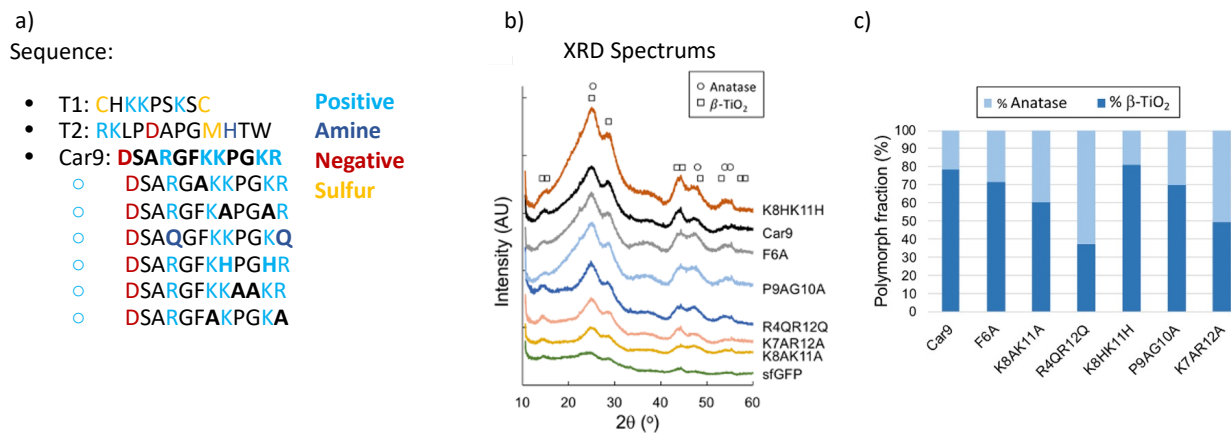 a)
Sequence:
• T1: CHKKPSKSC
• T2: RKLPDAPGMHTW
• Car9: DSARGFKKPGKR
○ DSARGAKKPGKR
○ DSARGFKAPGAR
○ DSAQGFKKPGKQ
○ DSARGFKHPGHR
○ DSARGFKKAAKR
○ DSARGFAKPGKA
Positive
Amine
Negative
Sulfur
b)
XRD Spectrums
○ Anatase
□ β-TiO₂
Intensity (AU)
K8HK11H
Car9
F6A
P9AG10A
R4QR12Q
K7AR12A
K8AK11A
sfGFP
10 20 30 40 50 60
2θ (°)
c)
% Anatase % β-TiO₂
Polymorph fraction (%)
100
90
80
70
60
50
40
30
20
10
0
Car9
F6A
K8AK11A
R4QR12Q
K8HK11H
P9AG10A
K7AR12A